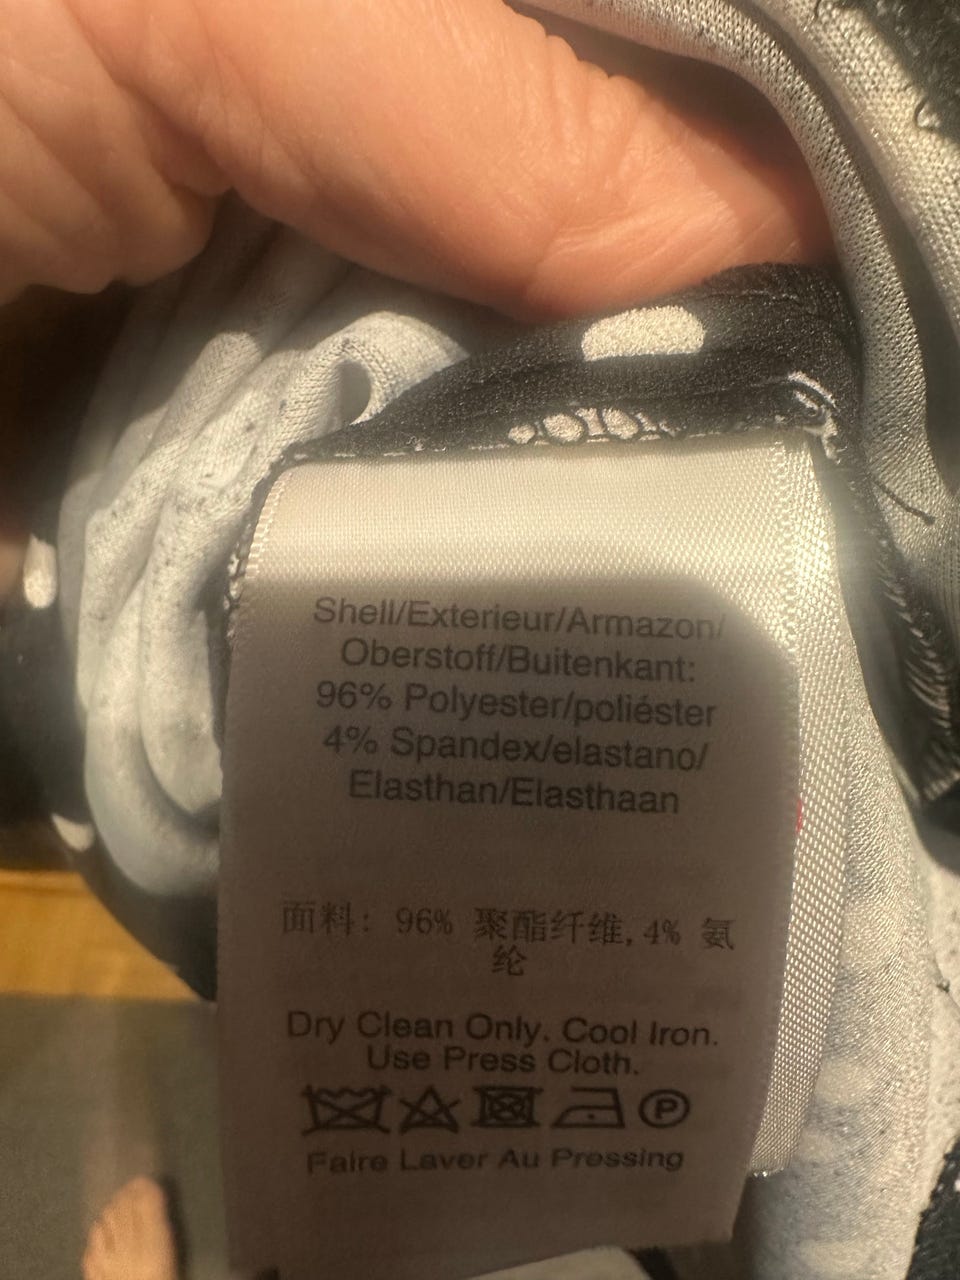 Shell/Exterieur/Armazon/
Oberstoff/Buitenkant:
96% Polyester/poliéster
4% Spandex/elastano/
Elasthan/Elasthaan
面料: 96% 聚酯纤维, 4% 氨
纶
Dry Clean Only. Cool Iron.
Use Press Cloth.
P
Faire Laver Au Pressing